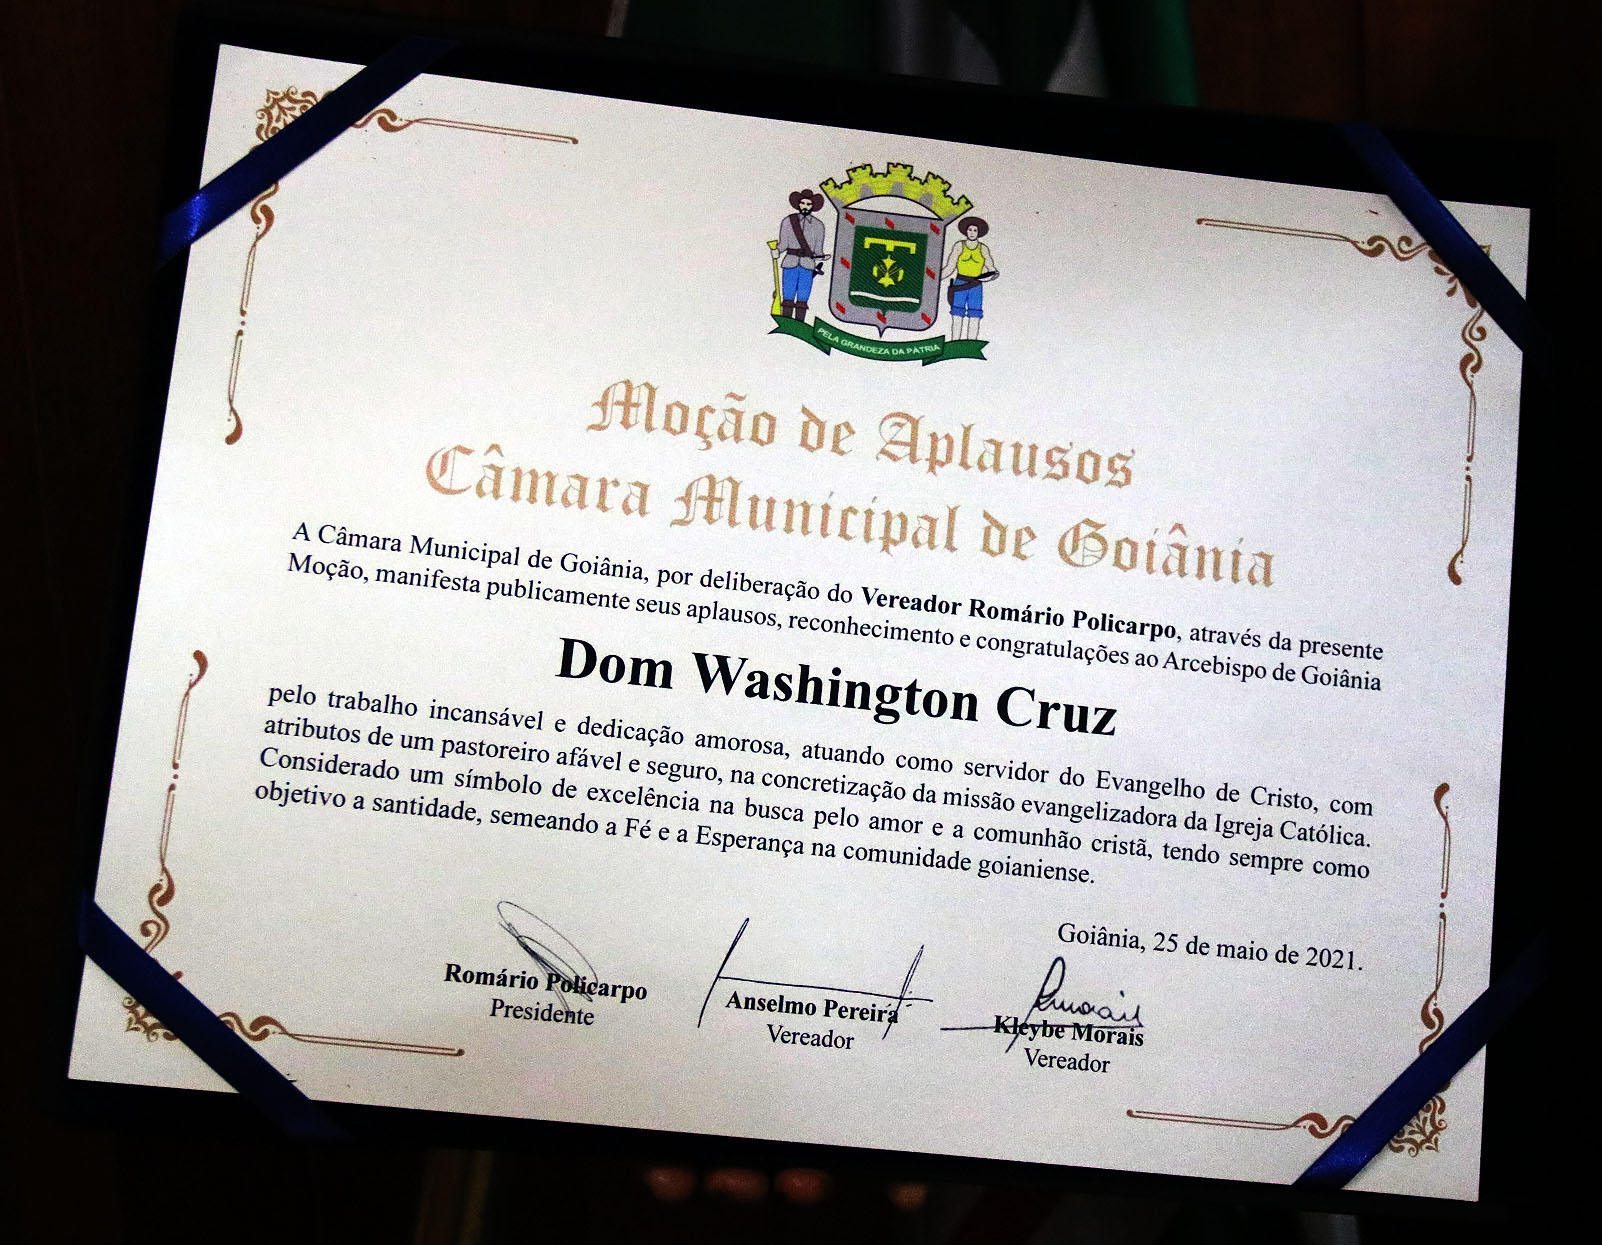 PELA GRANDEZA DA PÁTRIA
Moção de Aplausos
Câmara Municipal de Goiânia
A Câmara Municipal de Goiânia, por deliberação do Vereador Romário Policarpo, através da presente
Moção, manifesta publicamente seus aplausos, reconhecimento e congratulações ao Arcebispo de Goiânia
Dom Washington Cruz
pelo trabalho incansável e dedicação amorosa, atuando como servidor do Evangelho de Cristo, com
atributos de um pastoreiro afável e seguro, na concretização da missão evangelizadora da Igreja Católica.
Considerado um símbolo de excelência na busca pelo amor e a comunhão cristã, tendo sempre como
objetivo a santidade, semeando a Fé e a Esperança na comunidade goianiense.
Goiânia, 25 de maio de 2021.
Romário Policarpo
Presidente
Anselmo Pereira
Vereador
Kleybe Morais
Vereador